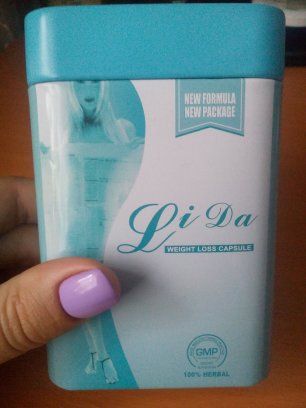 NEW FORMULA
NEW PACKAGE
Li Da
WEIGHT LOSS CAPSULE
GMP
100% HERBAL